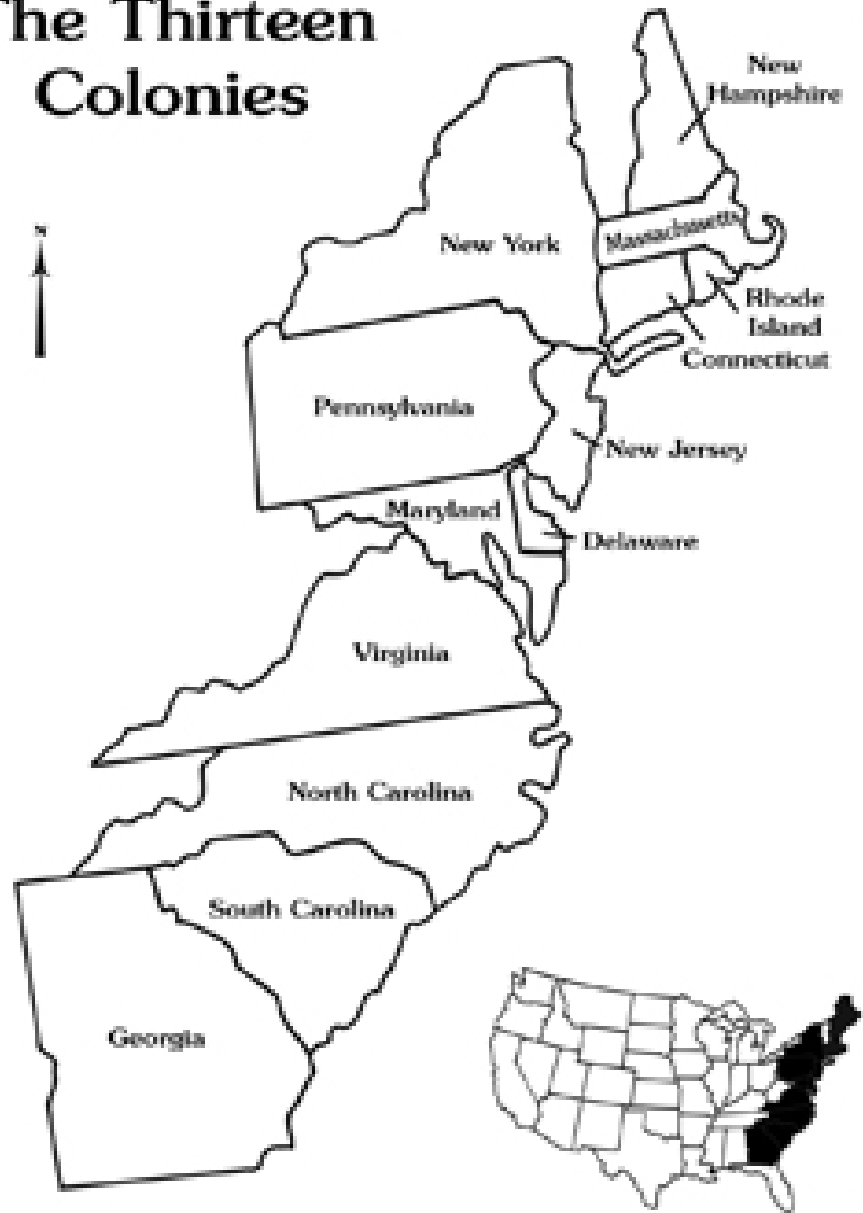 The Thirteen
Colonies
New
Hampshire
N
New York
Massachusetts
Rhode
Island
Connecticut
Pennsylvania
New Jersey
Maryland
Delaware
Virginia
North Carolina
South Carolina
Georgia